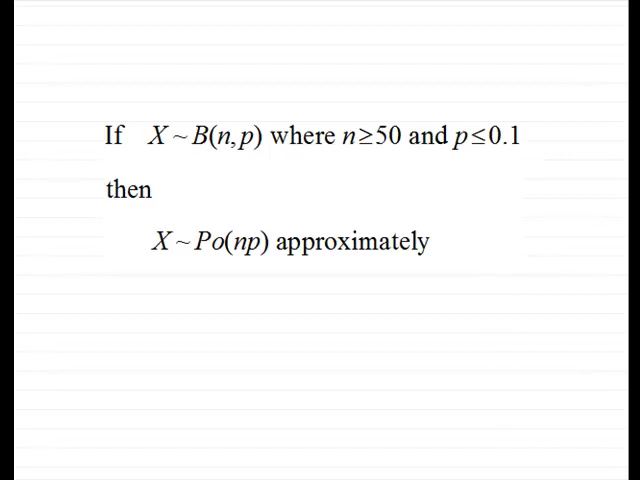 If X ~ B(n, p) where n ≥ 50 and p ≤ 0.1
then
X ~ Po(np) approximately